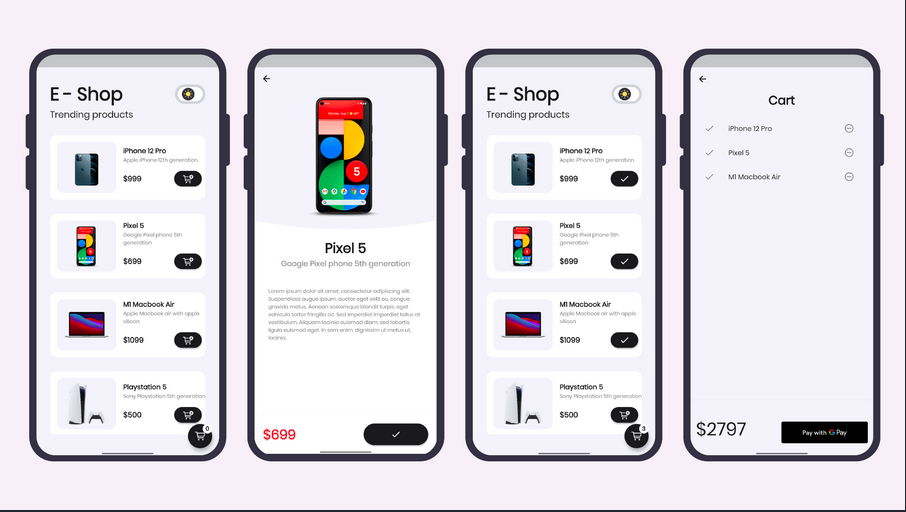 E - Shop
Trending products
iPhone 12 Pro
Apple iPhone 12th generation
$999
Pixel 5
Google Pixel phone 5th
generation
$699
M1 Macbook Air
Apple Macbook air with apple
silicon
$1099
Playstation 5
Sony Playstation 5th generation
$500
0
5
Pixel 5
Google Pixel phone 5th generation
Lorem ipsum dolor sit amet, consectetur adipiscing elit.
Suspendisse augue ipsum, auctor eget velit eu, congue
gravida metus. Aenean scelerisque blandit turpis, eget
vehicula tortor fringilla ac. Sed imperdiet imperdiet tellus at
vestibulum. Aliquam lacinia euismod diam, sed lobortis
ligula euismod eget. In sem enim, dignissim ut metus ut,
lacinia.
$699
E - Shop
Trending products
iPhone 12 Pro
Apple iPhone 12th generation
$999
Pixel 5
Google Pixel phone 5th
generation
$699
M1 Macbook Air
Apple Macbook air with apple
silicon
$1099
Playstation 5
Sony Playstation 5th generation
$500
3
Cart
iPhone 12 Pro
Pixel 5
M1 Macbook Air
$2797
Pay with G Pay